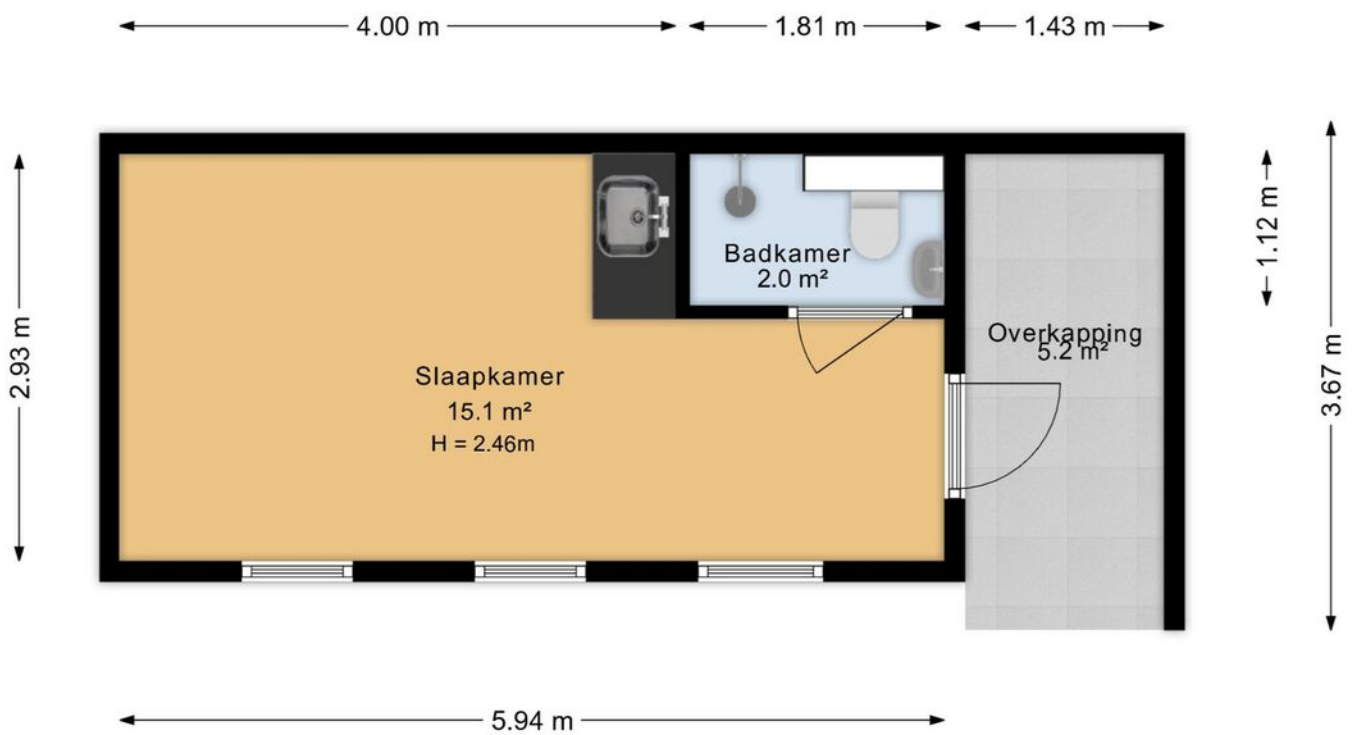 4.00 m
1.81 m
1.43 m
2.93 m
1.12 m
3.67 m
Badkamer
2.0 m²
Overkapping
5.2 m²
Slaapkamer
15.1 m²
H = 2.46m
5.94 m